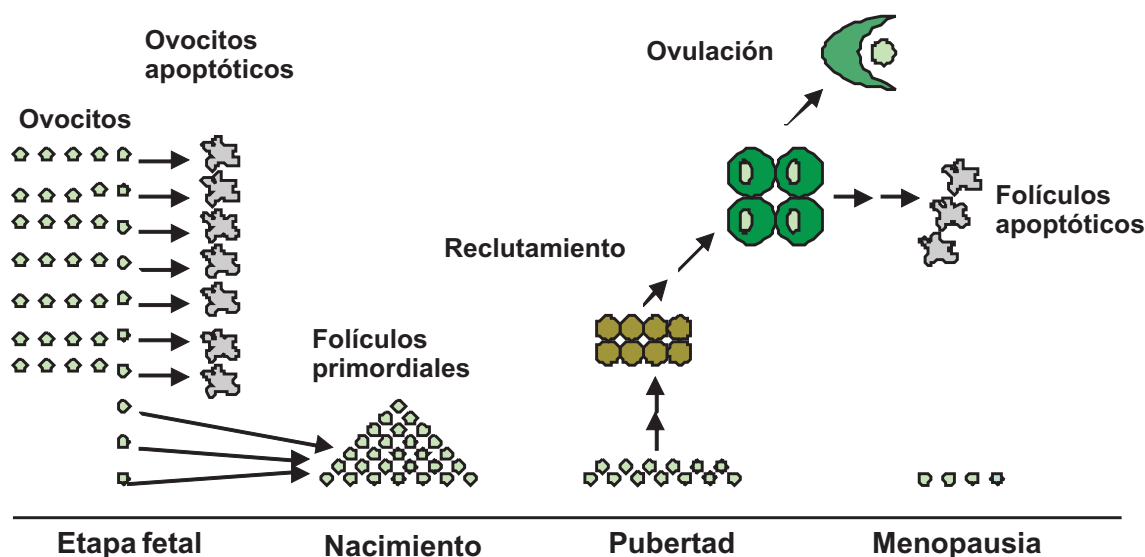 Ovocitos
apoptóticos
Ovocitos
Ovulación
Folículos
apoptóticos
Reclutamiento
Folículos
primordiales
Etapa fetal
Nacimiento
Pubertad
Menopausia